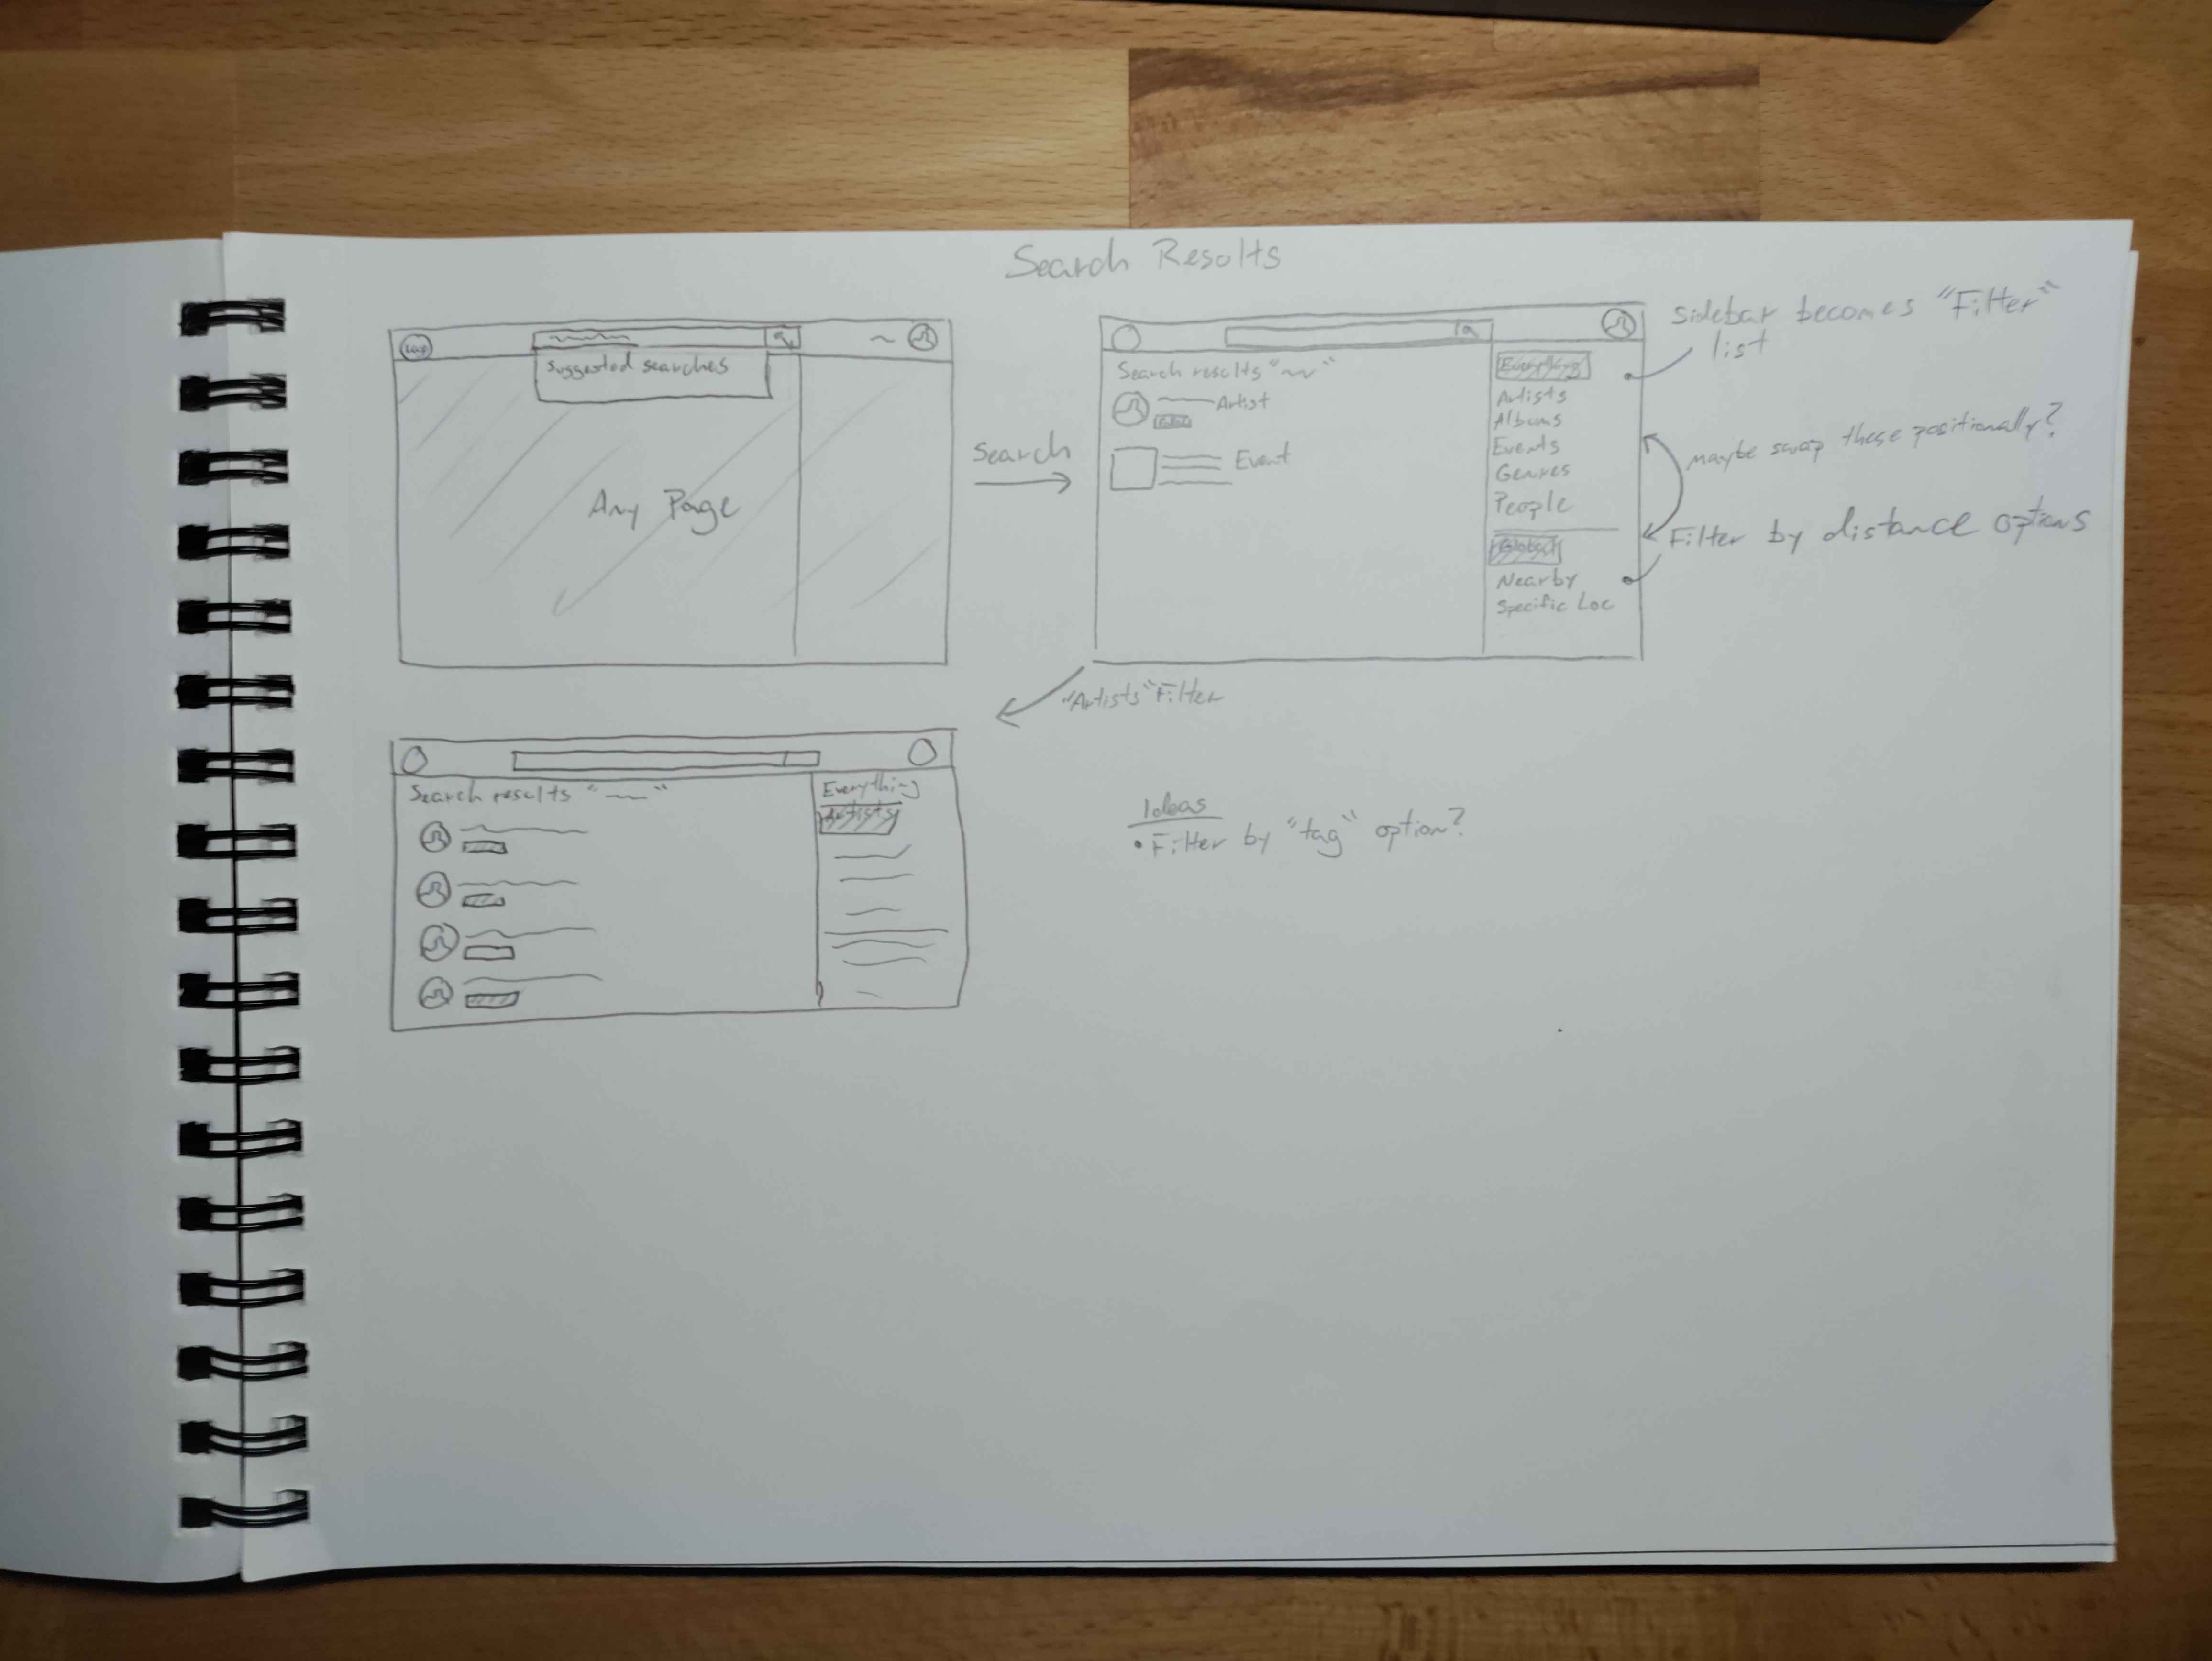 Search Results
Logo
Suggested searches
Any Page
Search
Search results "
Artist
Event
Everything
Artists
Albums
Events
Genres
People
Global
Nearby
Specific Loc
Sidebar becomes "Filter"
list
maybe swap these positionally?
Filter by distance options
"Artists" Filter
Search results "
Everything
Artists
Ideas
• Filter by "tag" option?